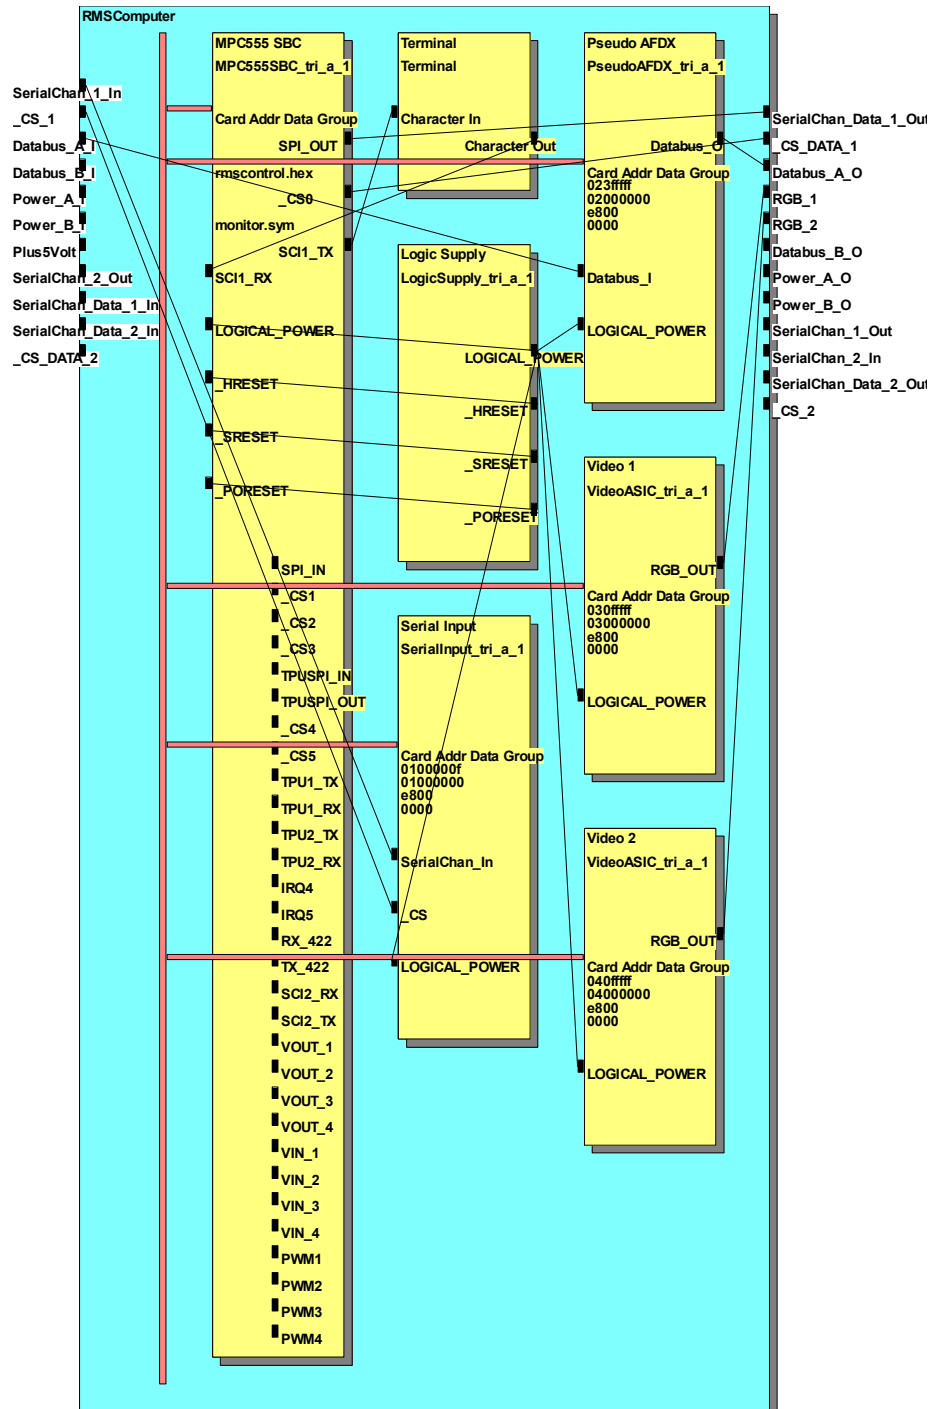 RMSComputer
SerialChan_1_In
_CS_1
Databus_A_I
Databus_B_I
Power_A_I
Power_B_I
Plus5Volt
SerialChan_2_Out
SerialChan_Data_1_In
SerialChan_Data_2_In
_CS_DATA_2
MPC555 SBC
MPC555SBC_tri_a_1
Card Addr Data Group
SPI_OUT
rmscontrol.hex
_CS0
monitor.sym
SCI1_TX
SCI1_RX
LOGICAL_POWER
_HRESET
_SRESET
_PORESET
SPI_IN
_CS1
_CS2
_CS3
TPUSPI_IN
TPUSPI_OUT
_CS4
_CS5
TPU1_TX
TPU1_RX
TPU2_TX
TPU2_RX
IRQ4
IRQ5
RX_422
TX_422
SCI2_RX
SCI2_TX
VOUT_1
VOUT_2
VOUT_3
VOUT_4
VIN_1
VIN_2
VIN_3
VIN_4
PWM1
PWM2
PWM3
PWM4
Terminal
Terminal
Character In
Character Out
Logic Supply
LogicSupply_tri_a_1
LOGICAL_POWER
_HRESET
_SRESET
_PORESET
Serial Input
SerialInput_tri_a_1
Card Addr Data Group
0100000f
01000000
e800
0000
SerialChan_In
_CS
LOGICAL_POWER
Pseudo AFDX
PseudoAFDX_tri_a_1
Databus_O
Card Addr Data Group
023fffff
02000000
e800
0000
Databus_I
LOGICAL_POWER
Video 1
VideoASIC_tri_a_1
RGB_OUT
Card Addr Data Group
030fffff
03000000
e800
0000
LOGICAL_POWER
Video 2
VideoASIC_tri_a_1
RGB_OUT
Card Addr Data Group
040fffff
04000000
e800
0000
LOGICAL_POWER
SerialChan_Data_1_Out
_CS_DATA_1
Databus_A_O
RGB_1
RGB_2
Databus_B_O
Power_A_O
Power_B_O
SerialChan_1_Out
SerialChan_2_In
SerialChan_Data_2_Out
_CS_2